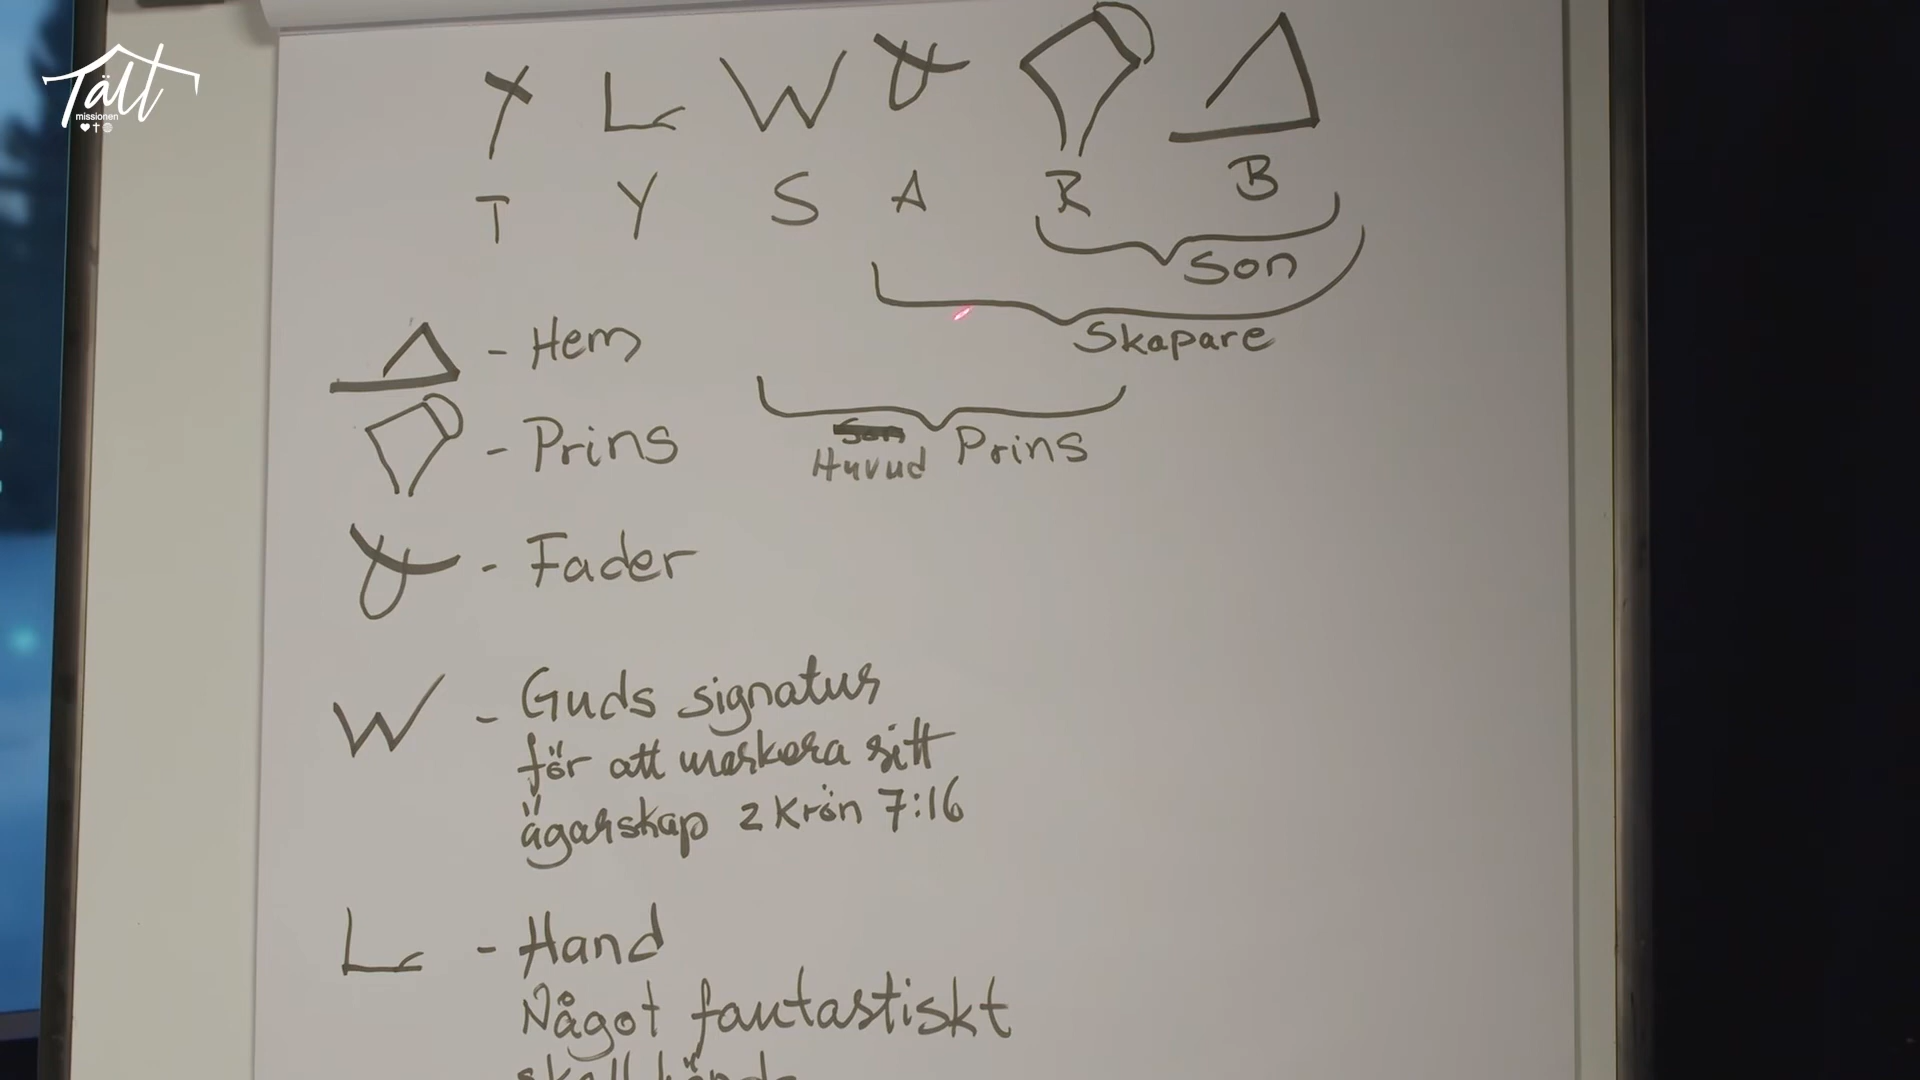 Tält
missionen
T Y S A R B
Son
Skapare
- Hem
- Prins
Son
Huvud Prins
- Fader
- Guds signatur
för att markera sitt
ägarskap 2 Krön 7:16
- Hand
Något fantastiskt